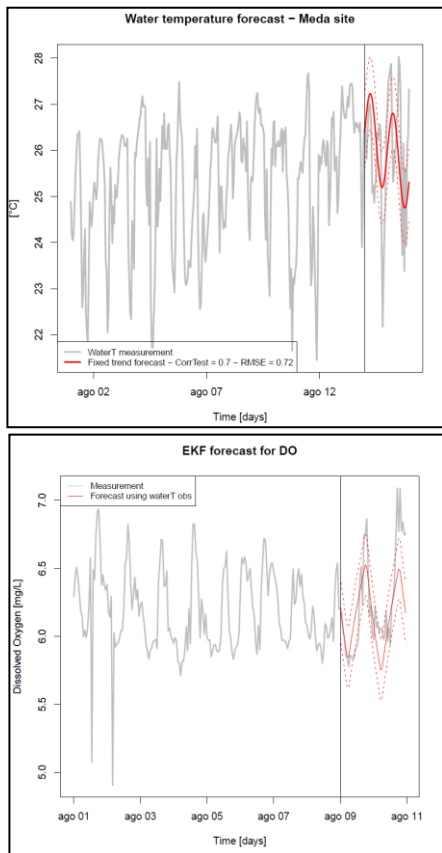 Water temperature forecast − Meda site
[°C]
28
27
26
25
24
23
22
WaterT measurement
Fixed trend forecast − CorrTest = 0.7 − RMSE = 0.72
ago 02
ago 07
ago 12
Time [days]
EKF forecast for DO
Dissolved Oxygen [mg/L]
7.0
6.5
6.0
5.5
5.0
Measurement
Forecast using waterT obs
ago 01
ago 03
ago 05
ago 07
ago 09
ago 11
Time [days]